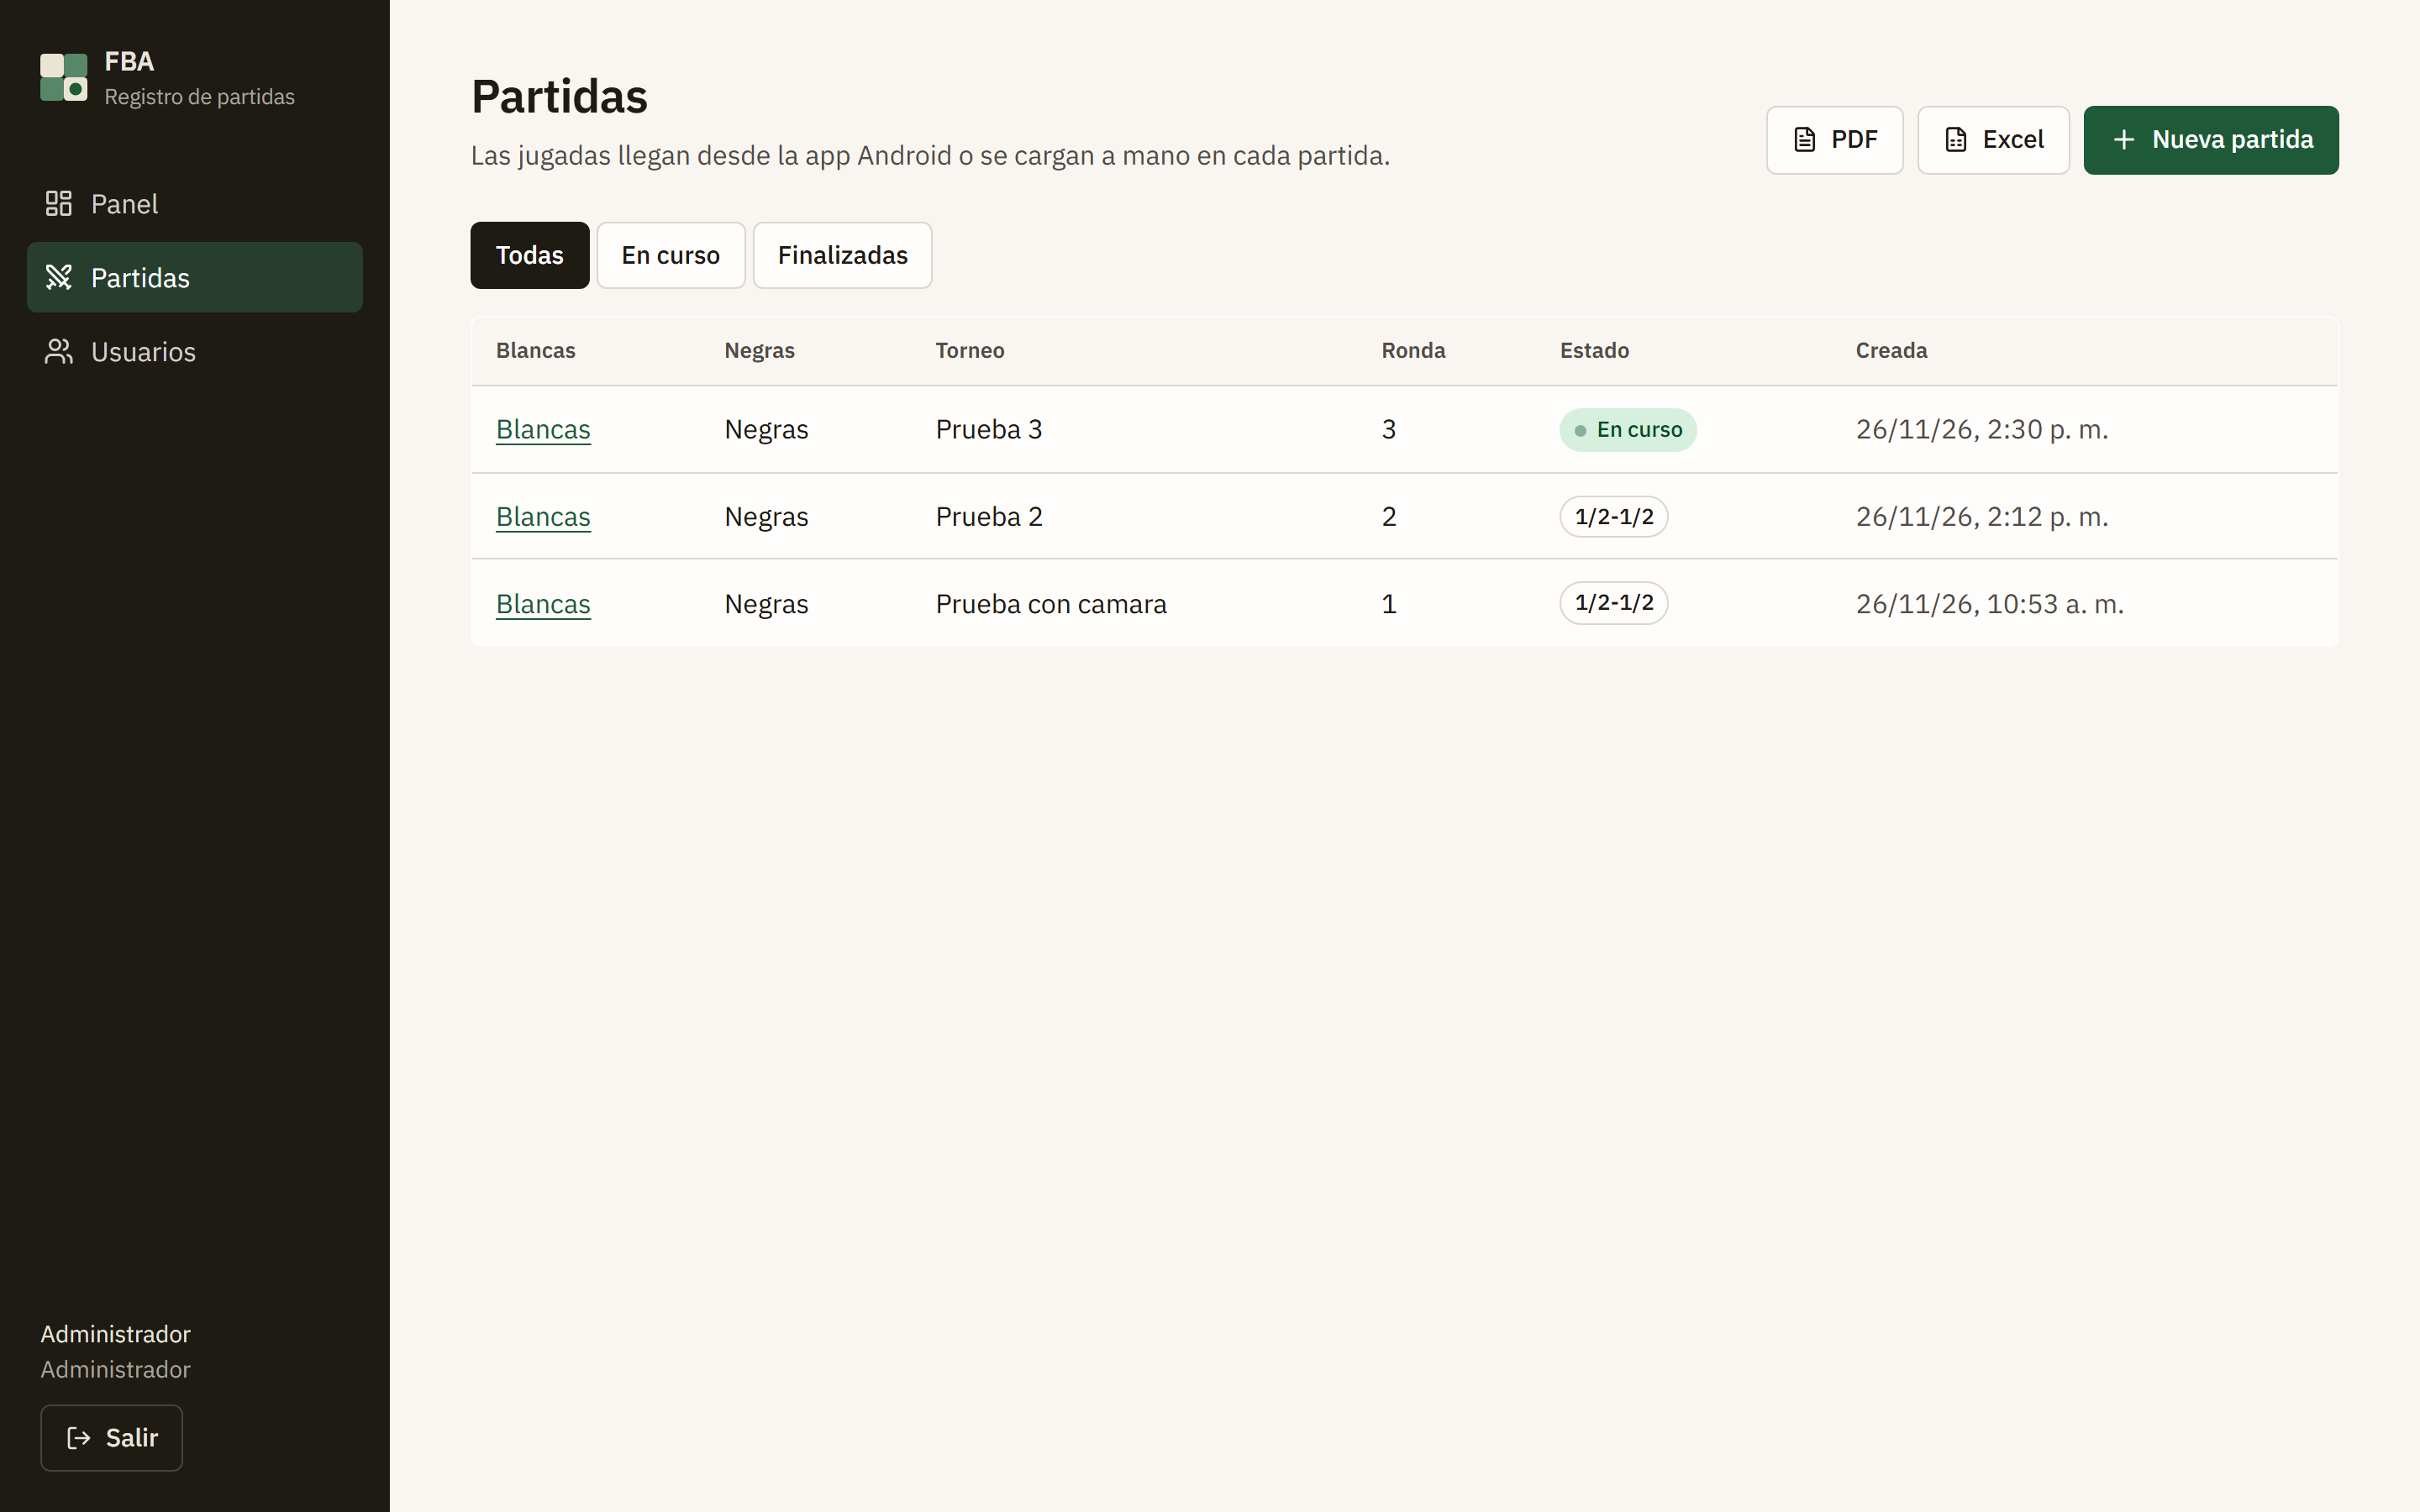 FBA
Registro de partidas
Panel
Partidas
Usuarios
Administrador
Administrador
Salir
Partidas
Las jugadas llegan desde la app Android o se cargan a mano en cada partida.
PDF
Excel
Nueva partida
Todas
En curso
Finalizadas
Blancas Negras Torneo Ronda Estado Creada
Blancas Negras Prueba 3 3 En curso 26/11/26, 2:30 p. m.
Blancas Negras Prueba 2 2 1/2-1/2 26/11/26, 2:12 p. m.
Blancas Negras Prueba con camara 1 1/2-1/2 26/11/26, 10:53 a. m.